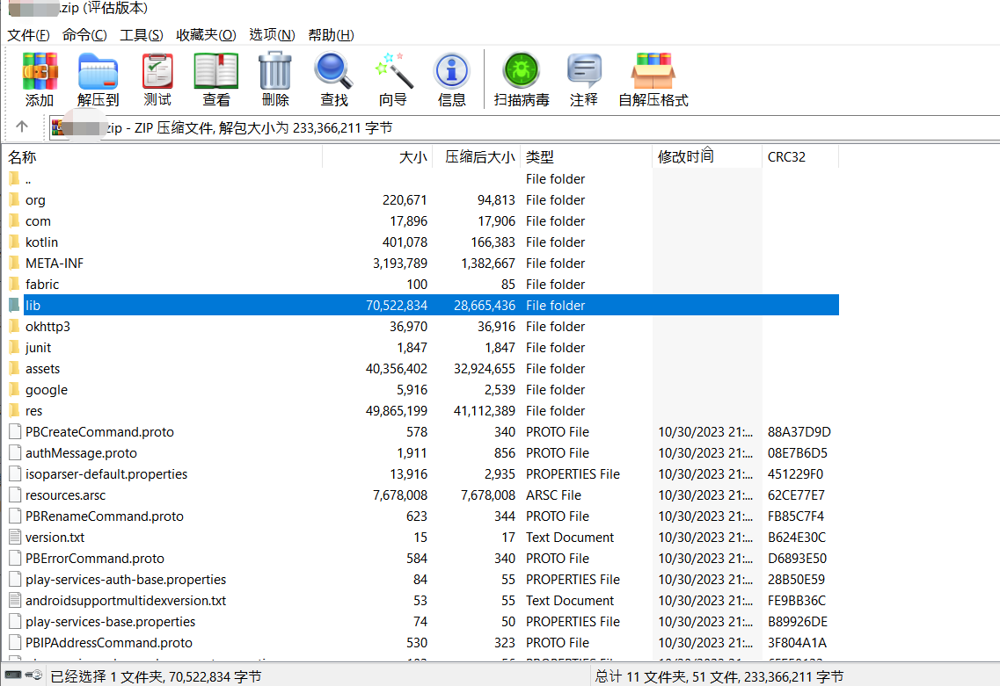 .zip (评估版本)
文件(F) 命令(C) 工具(S) 收藏夹(O) 选项(N) 帮助(H)
添加 解压到 测试 查看 删除 查找 向导 信息 扫描病毒 注释 自解压格式
zip - ZIP 压缩文件, 解包大小为 233,366,211 字节
名称 大小 压缩后大小 类型 修改时间 CRC32
.. File folder
org 220,671 94,813 File folder
com 17,896 17,906 File folder
kotlin 401,078 166,383 File folder
META-INF 3,193,789 1,382,667 File folder
fabric 100 85 File folder
lib 70,522,834 28,665,436 File folder
okhttp3 36,970 36,916 File folder
junit 1,847 1,847 File folder
assets 40,356,402 32,924,655 File folder
google 5,916 2,539 File folder
res 49,865,199 41,112,389 File folder
PBCreateCommand.proto 578 340 PROTO File 10/30/2023 21:... 88A37D9D
authMessage.proto 1,911 856 PROTO File 10/30/2023 21:... 08E7B6D5
isoparser-default.properties 13,916 2,935 PROPERTIES File 10/30/2023 21:... 451229F0
resources.arsc 7,678,008 7,678,008 ARSC File 10/30/2023 21:... 62CE77E7
PBRenameCommand.proto 623 344 PROTO File 10/30/2023 21:... FB85C7F4
version.txt 15 17 Text Document 10/30/2023 21:... B624E30C
PBErrorCommand.proto 584 340 PROTO File 10/30/2023 21:... D6893E50
play-services-auth-base.properties 84 55 PROPERTIES File 10/30/2023 21:... 28B50E59
androidsupportmultidexversion.txt 53 55 Text Document 10/30/2023 21:... FE9BB36C
play-services-base.properties 74 50 PROPERTIES File 10/30/2023 21:... B89926DE
PBIPAddressCommand.proto 530 323 PROTO File 10/30/2023 21:... 3F804A1A
已经选择 1 文件夹, 70,522,834 字节 总计 11 文件夹, 51 文件, 233,366,211 字节